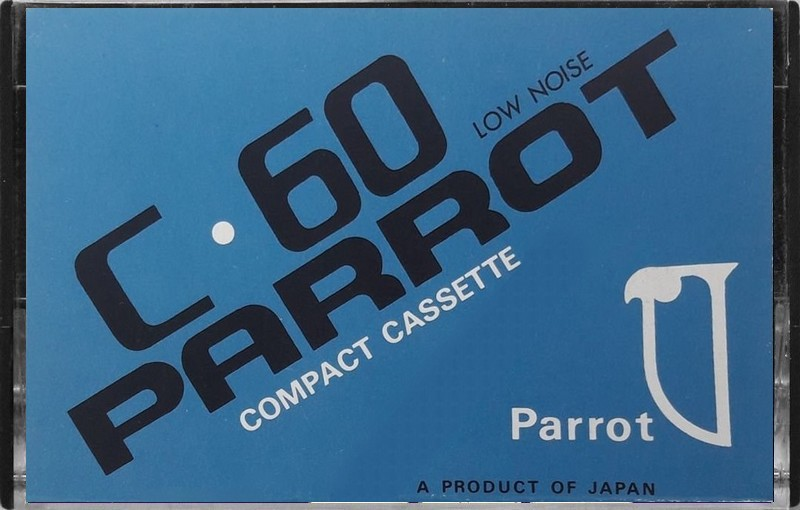 C·60
LOW NOISE
PARROT
COMPACT CASSETTE
Parrot
A PRODUCT OF JAPAN